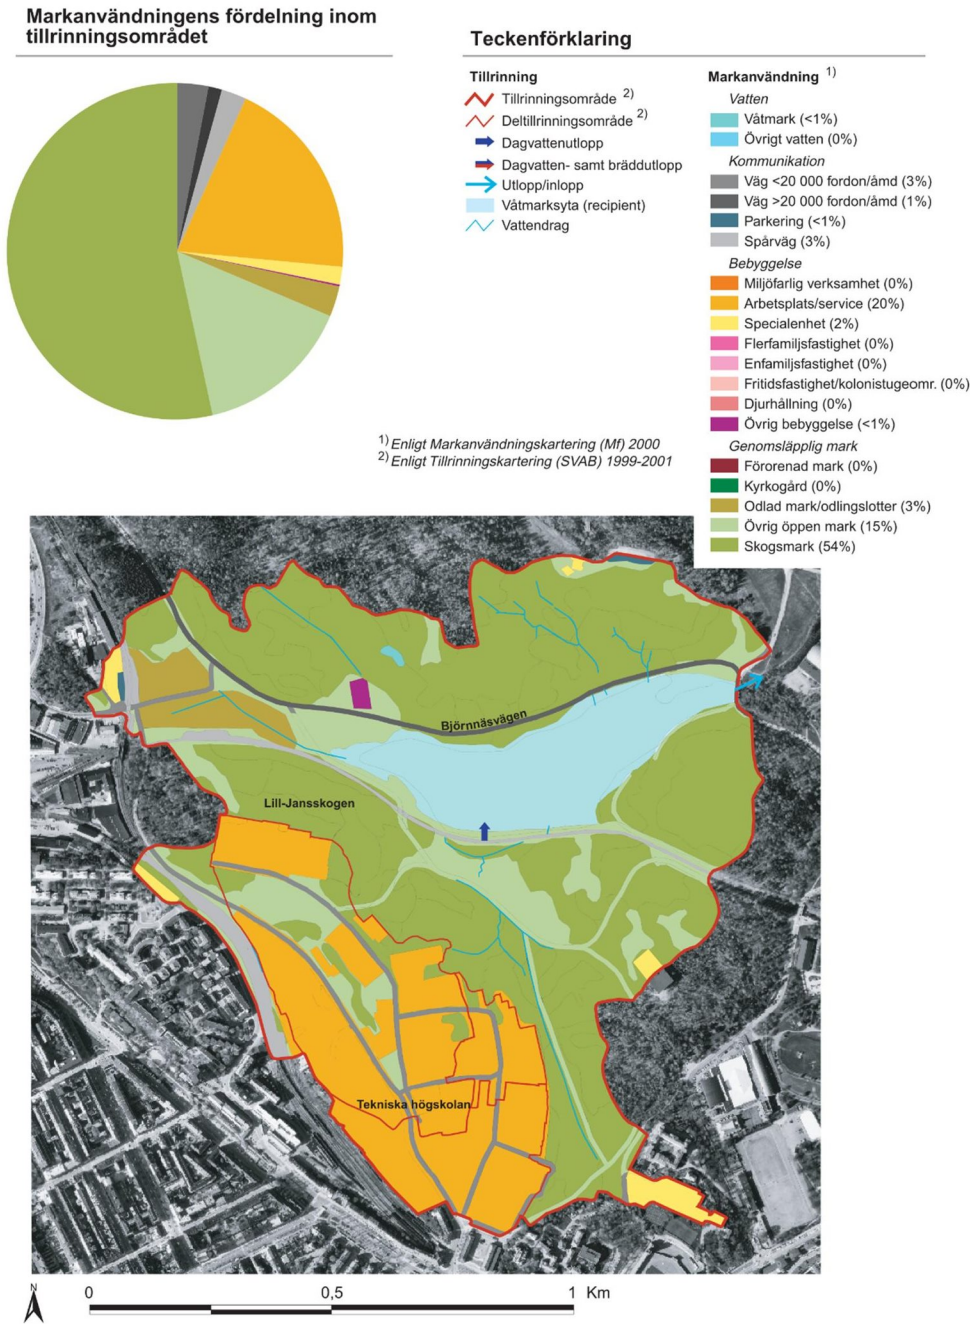 Markanvändningens fördelning inom
tillrinningsområdet
Teckenförklaring
Tillrinning
Tillrinningsområde 2)
Deltillrinningsområde 2)
Dagvattenutlopp
Dagvatten- samt bräddutlopp
Utlopp/inlopp
Våtmarksyta (recipient)
Vattendrag
Markanvändning 1)
Vatten
Våtmark (<1%)
Övrigt vatten (0%)
Kommunikation
Väg <20 000 fordon/åmd (3%)
Väg >20 000 fordon/åmd (1%)
Parkering (<1%)
Spårväg (3%)
Bebyggelse
Miljöfarlig verksamhet (0%)
Arbetsplats/service (20%)
Specialenhet (2%)
Flerfamiljsfastighet (0%)
Enfamiljsfastighet (0%)
Fritidsfastighet/kolonistugeomr. (0%)
Djurhållning (0%)
Övrig bebyggelse (<1%)
Genomsläpplig mark
Förorenad mark (0%)
Kyrkogård (0%)
Odlad mark/odlingslotter (3%)
Övrig öppen mark (15%)
Skogsmark (54%)
1) Enligt Markanvändningskartering (Mf) 2000
2) Enligt Tillrinningskartering (SVAB) 1999-2001
Björnnäsvägen
Lill-Jansskogen
Tekniska högskolan
N
0 0,5 1 Km